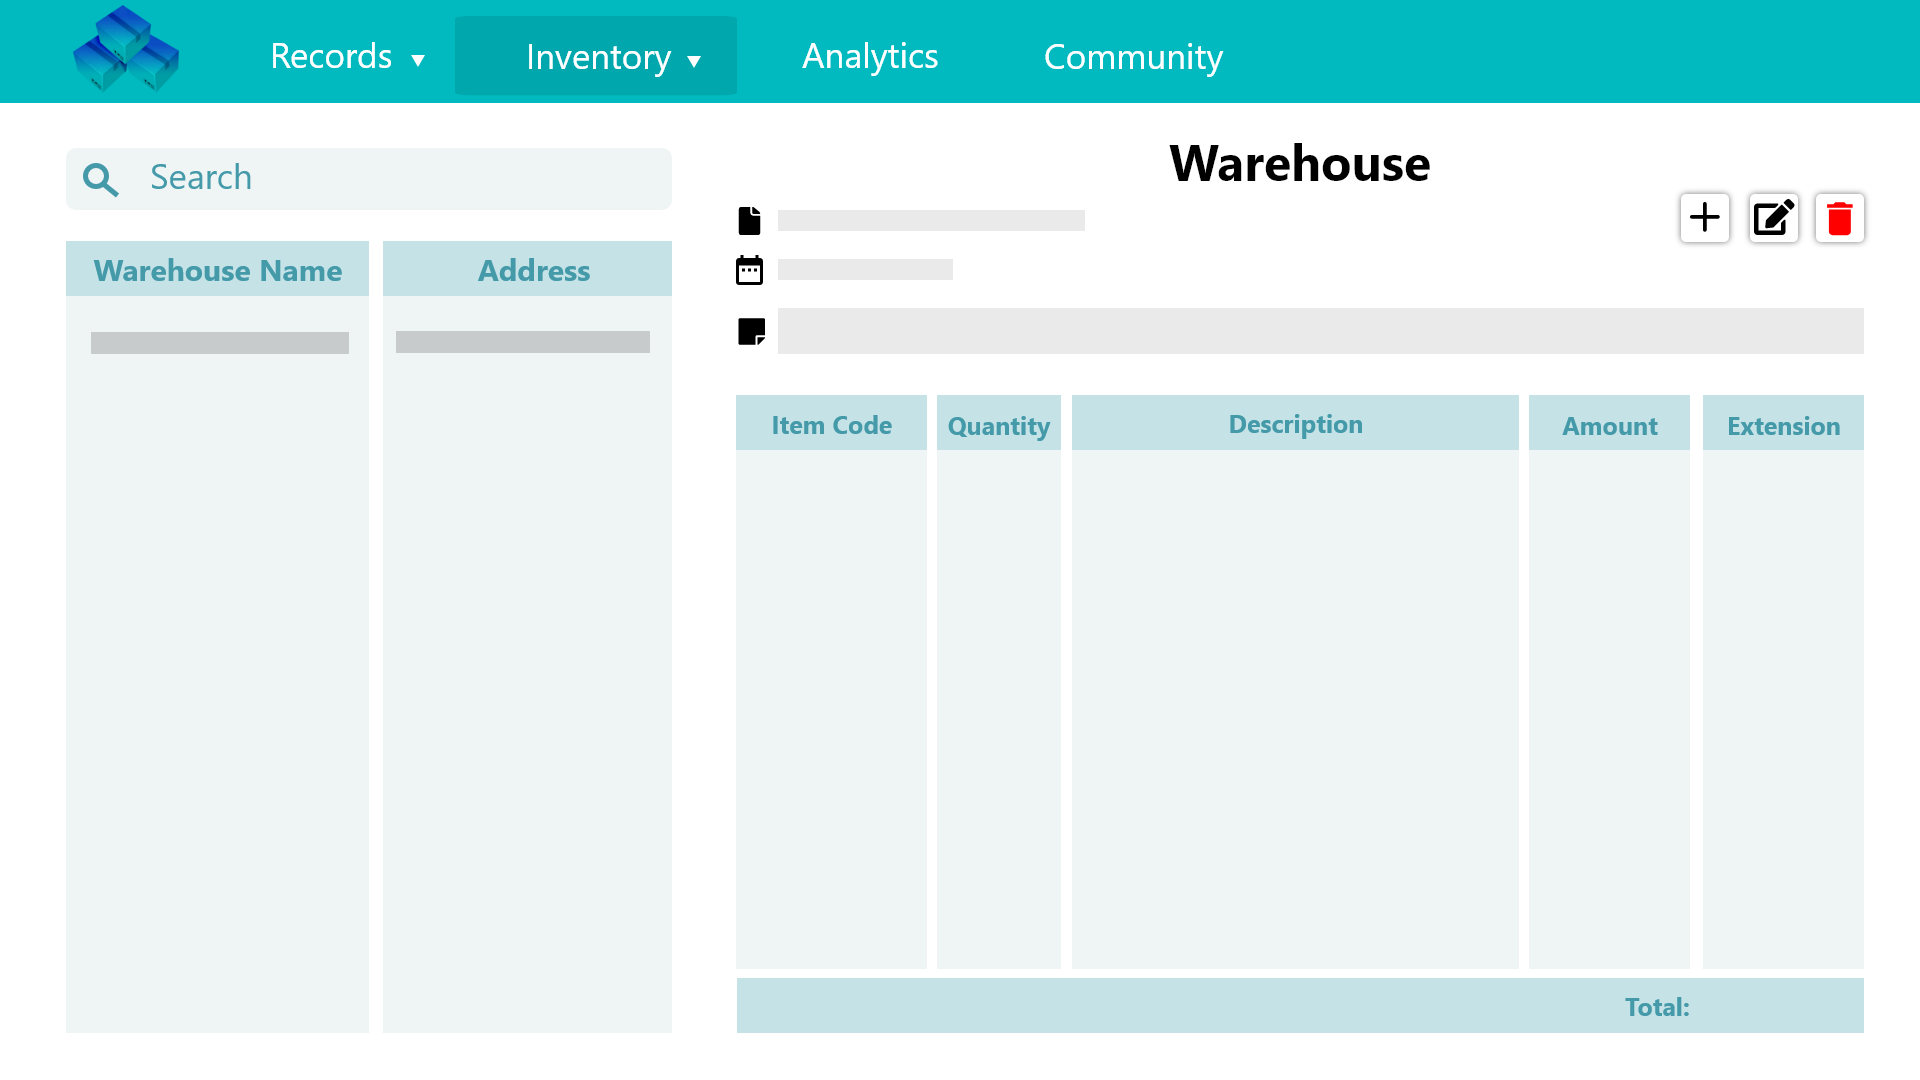 Records ▼ Inventory ▼ Analytics Community
Search
Warehouse
Warehouse Name Address
Item Code Quantity Description Amount Extension
Total: